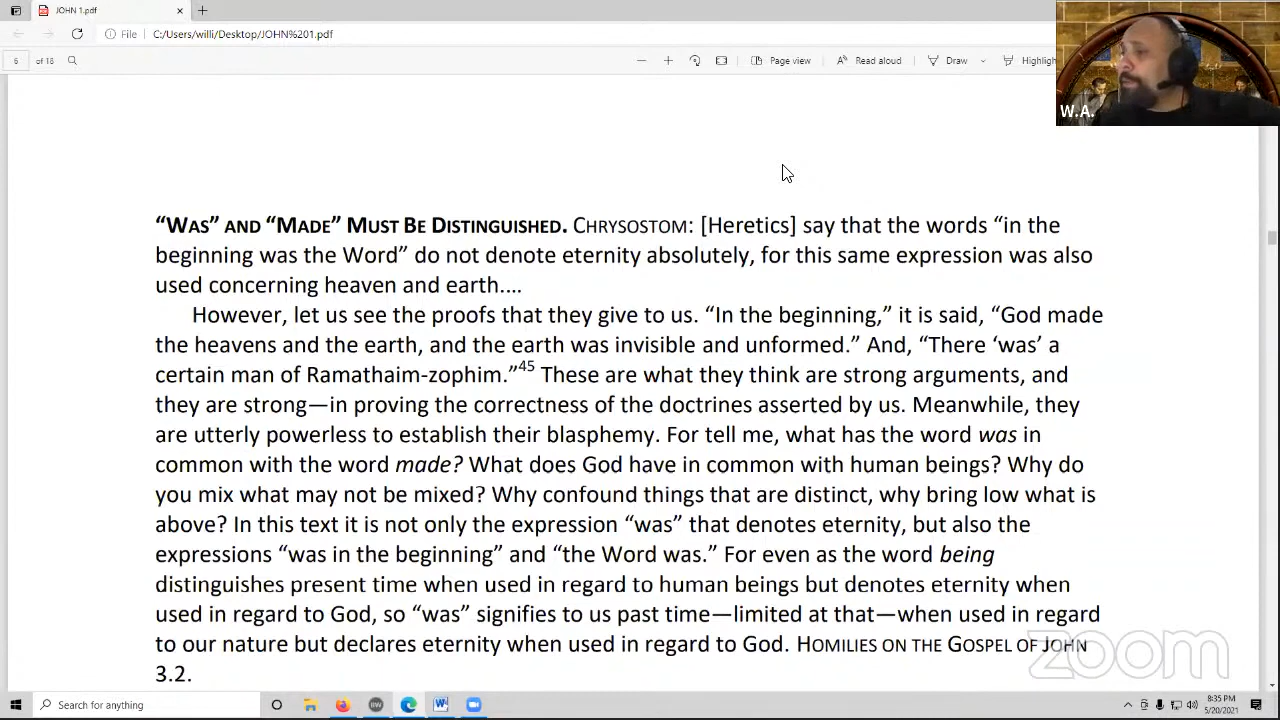 JOHN 1.pdf
File C:/Users/willi/Desktop/JOHN%201.pdf
6 of 18 Page view Read aloud Draw Highligh
W.A.
“WAS” AND “MADE” MUST BE DISTINGUISHED. CHRYSOSTOM: [Heretics] say that the words “in the
beginning was the Word” do not denote eternity absolutely, for this same expression was also
used concerning heaven and earth....
However, let us see the proofs that they give to us. “In the beginning,” it is said, “God made
the heavens and the earth, and the earth was invisible and unformed.” And, “There ‘was’ a
certain man of Ramathaim-zophim.”45 These are what they think are strong arguments, and
they are strong—in proving the correctness of the doctrines asserted by us. Meanwhile, they
are utterly powerless to establish their blasphemy. For tell me, what has the word was in
common with the word made? What does God have in common with human beings? Why do
you mix what may not be mixed? Why confound things that are distinct, why bring low what is
above? In this text it is not only the expression “was” that denotes eternity, but also the
expressions “was in the beginning” and “the Word was.” For even as the word being
distinguishes present time when used in regard to human beings but denotes eternity when
used in regard to God, so “was” signifies to us past time—limited at that—when used in regard
to our nature but declares eternity when used in regard to God. HOMILIES ON THE GOSPEL OF JOHN
3.2.
zoom
Search for anything
8:35 PM
5/20/2021